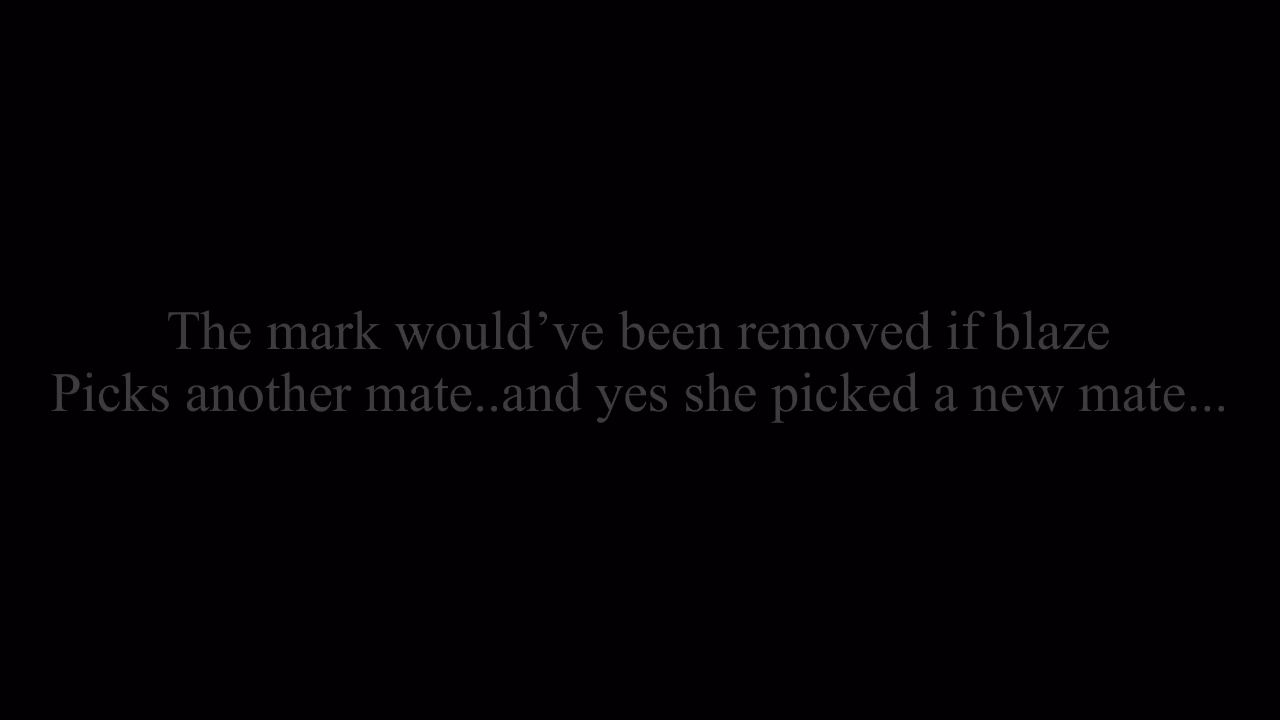 The mark would’ve been removed if blaze
Picks another mate..and yes she picked a new mate...